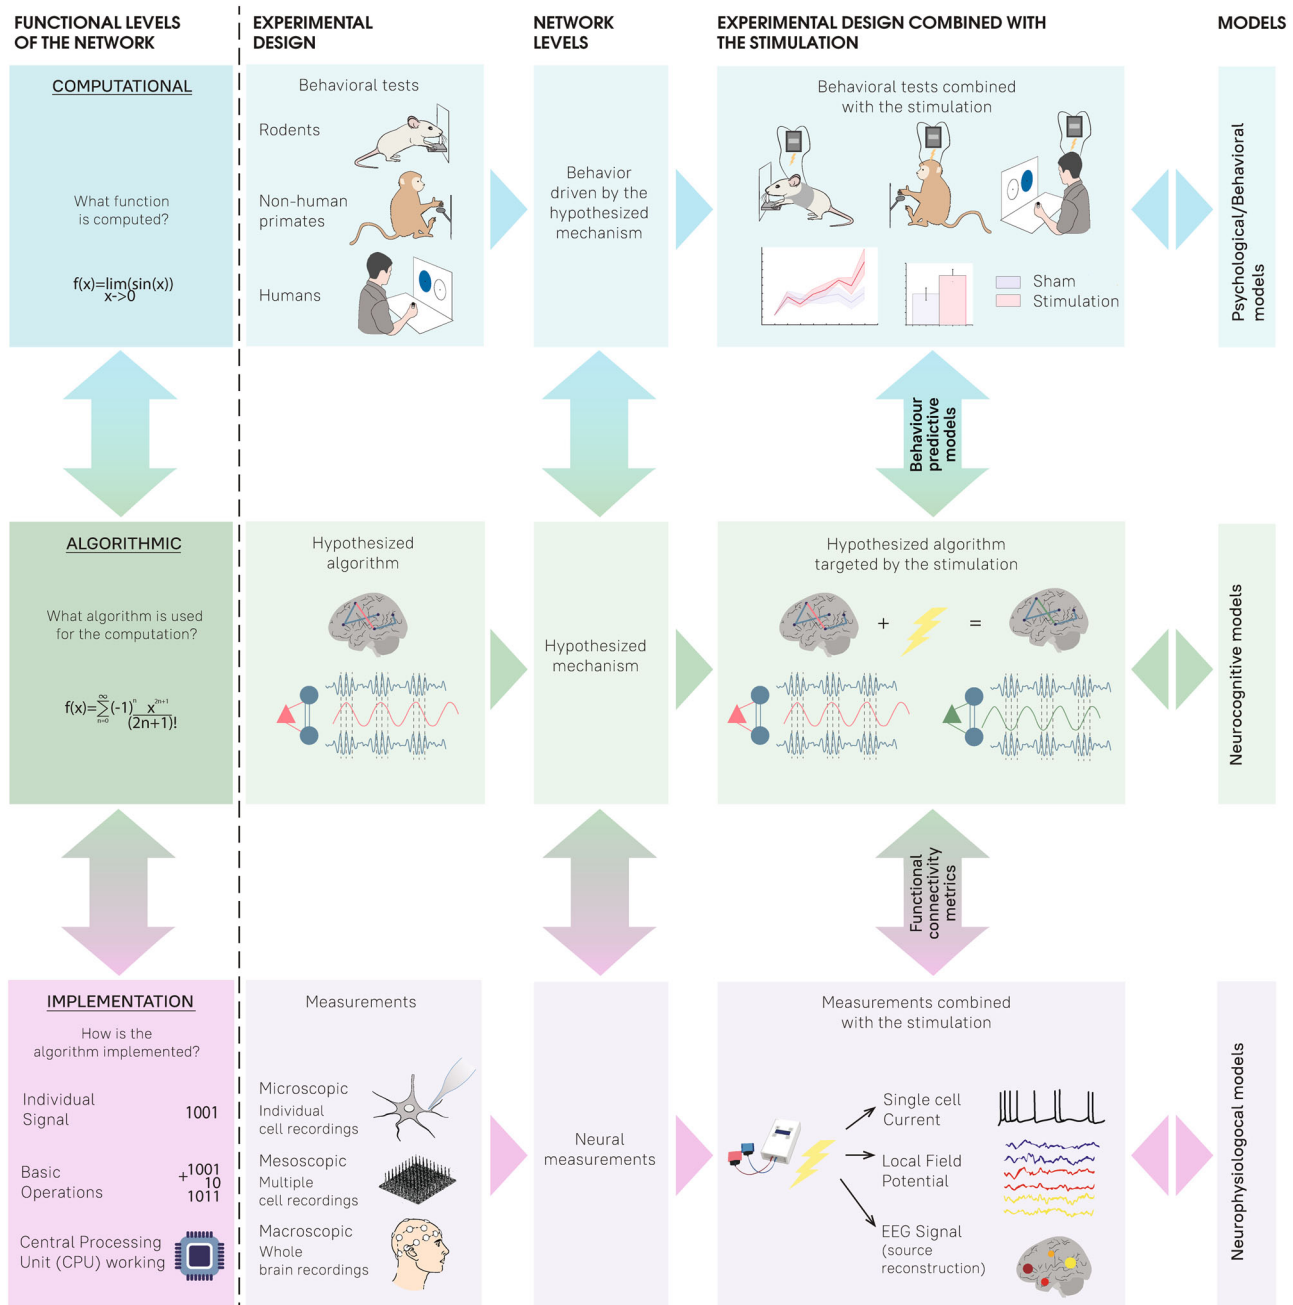 FUNCTIONAL LEVELS
OF THE NETWORK
EXPERIMENTAL
DESIGN
NETWORK
LEVELS
EXPERIMENTAL DESIGN COMBINED WITH
THE STIMULATION
MODELS
COMPUTATIONAL
What function
is computed?
f(x)=lim(sin(x))
x->0
Behavioral tests
Rodents
Non-human
primates
Humans
Behavior
driven by the
hypothesized
mechanism
Behavioral tests combined
with the stimulation
Sham
Stimulation
Psychological/Behavioral
models
Behaviour
predictive
models
ALGORITHMIC
What algorithm is used
for the computation?
f(x)=∑(-1)^n x^2n+1
∞
n=0
(2n+1)!
Hypothesized
algorithm
Hypothesized
mechanism
Hypothesized algorithm
targeted by the stimulation
+ =
Neurocognitive models
Functional
connectivity
metrics
IMPLEMENTATION
How is the
algorithm implemented?
Individual
Signal
1001
Basic
Operations
1001
+ 10
1011
Central Processing
Unit (CPU) working
Measurements
Microscopic
Individual
cell recordings
Mesoscopic
Multiple
cell recordings
Macroscopic
Whole
brain recordings
Neural
measurements
Measurements combined
with the stimulation
Single cell
Current
Local Field
Potential
EEG Signal
(source
reconstruction)
Neurophysiologocal models